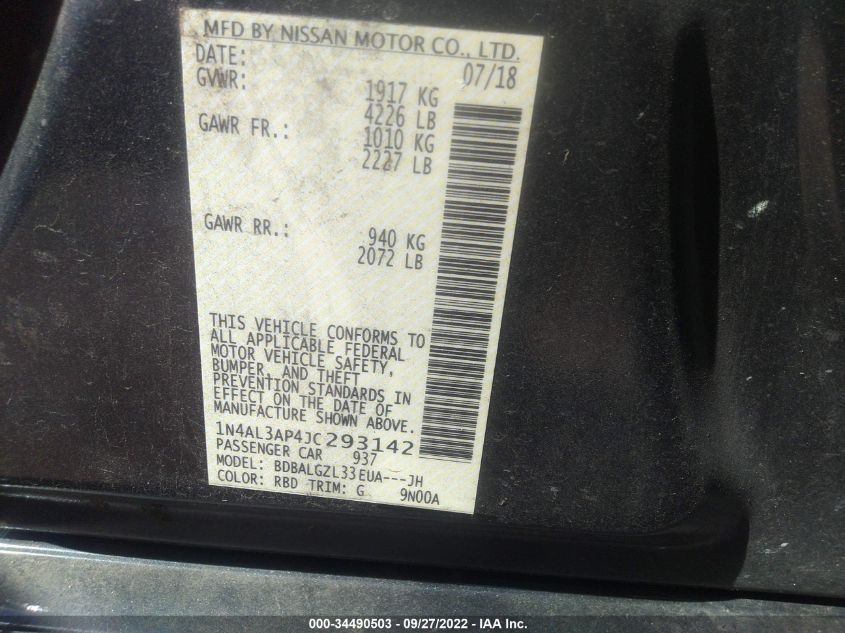 MFD BY NISSAN MOTOR CO., LTD.
DATE: 07/18
GVWR: 1917 KG
4226 LB
GAWR FR.: 1010 KG
2227 LB
GAWR RR.: 940 KG
2072 LB
THIS VEHICLE CONFORMS TO
ALL APPLICABLE FEDERAL
MOTOR VEHICLE SAFETY,
BUMPER, AND THEFT
PREVENTION STANDARDS IN
EFFECT ON THE DATE OF
MANUFACTURE SHOWN ABOVE.
1N4AL3AP4JC293142
PASSENGER CAR 937
MODEL: BDBALGZL33EUA---JH
COLOR: RBD TRIM: G 9N00A
000-34490503 - 09/27/2022 - IAA Inc.